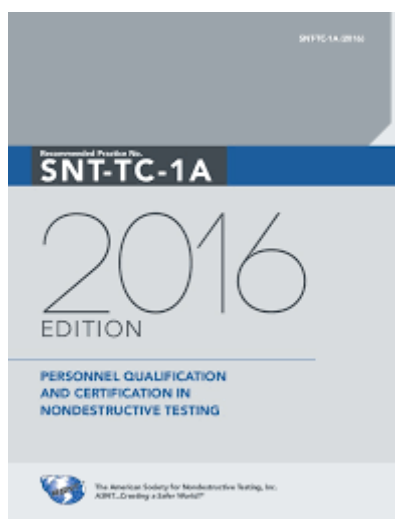 SNT-TC-1A (2016)
Recommended Practice No.
SNT-TC-1A
2016
EDITION
PERSONNEL QUALIFICATION
AND CERTIFICATION IN
NONDESTRUCTIVE TESTING
The American Society for Nondestructive Testing, Inc.
ASNT...Creating a Safer World!®